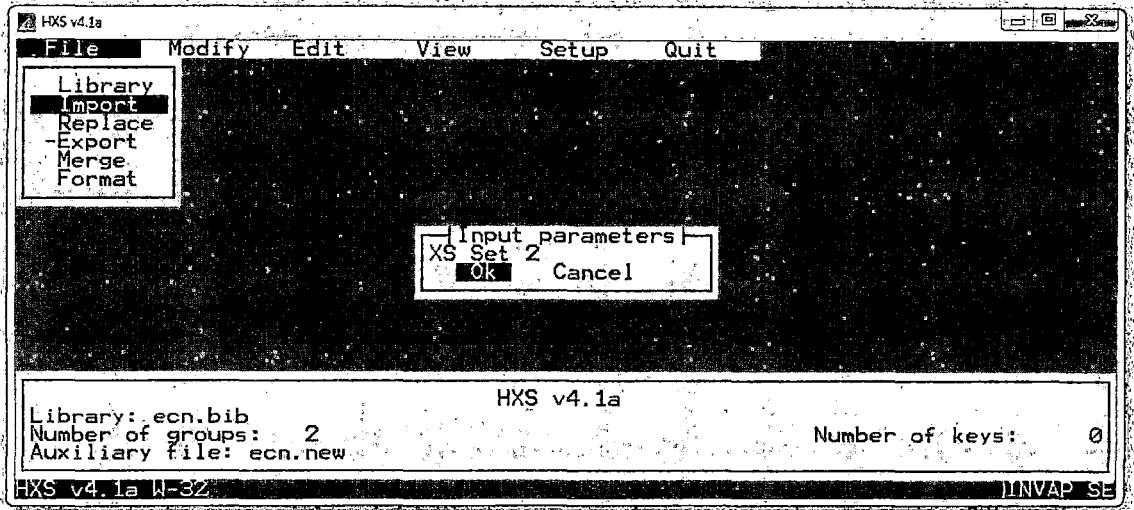 HXS v4.1a
File Modify Edit View Setup Quit
Library
Import
Replace
-Export
Merge
Format
Input parameters
XS Set 2
Ok Cancel
HXS v4.1a
Library: ecn.bib
Number of groups: 2 Number of keys: 0
Auxiliary file: ecn.new
HXS v4.1a W-32 INVAP SE